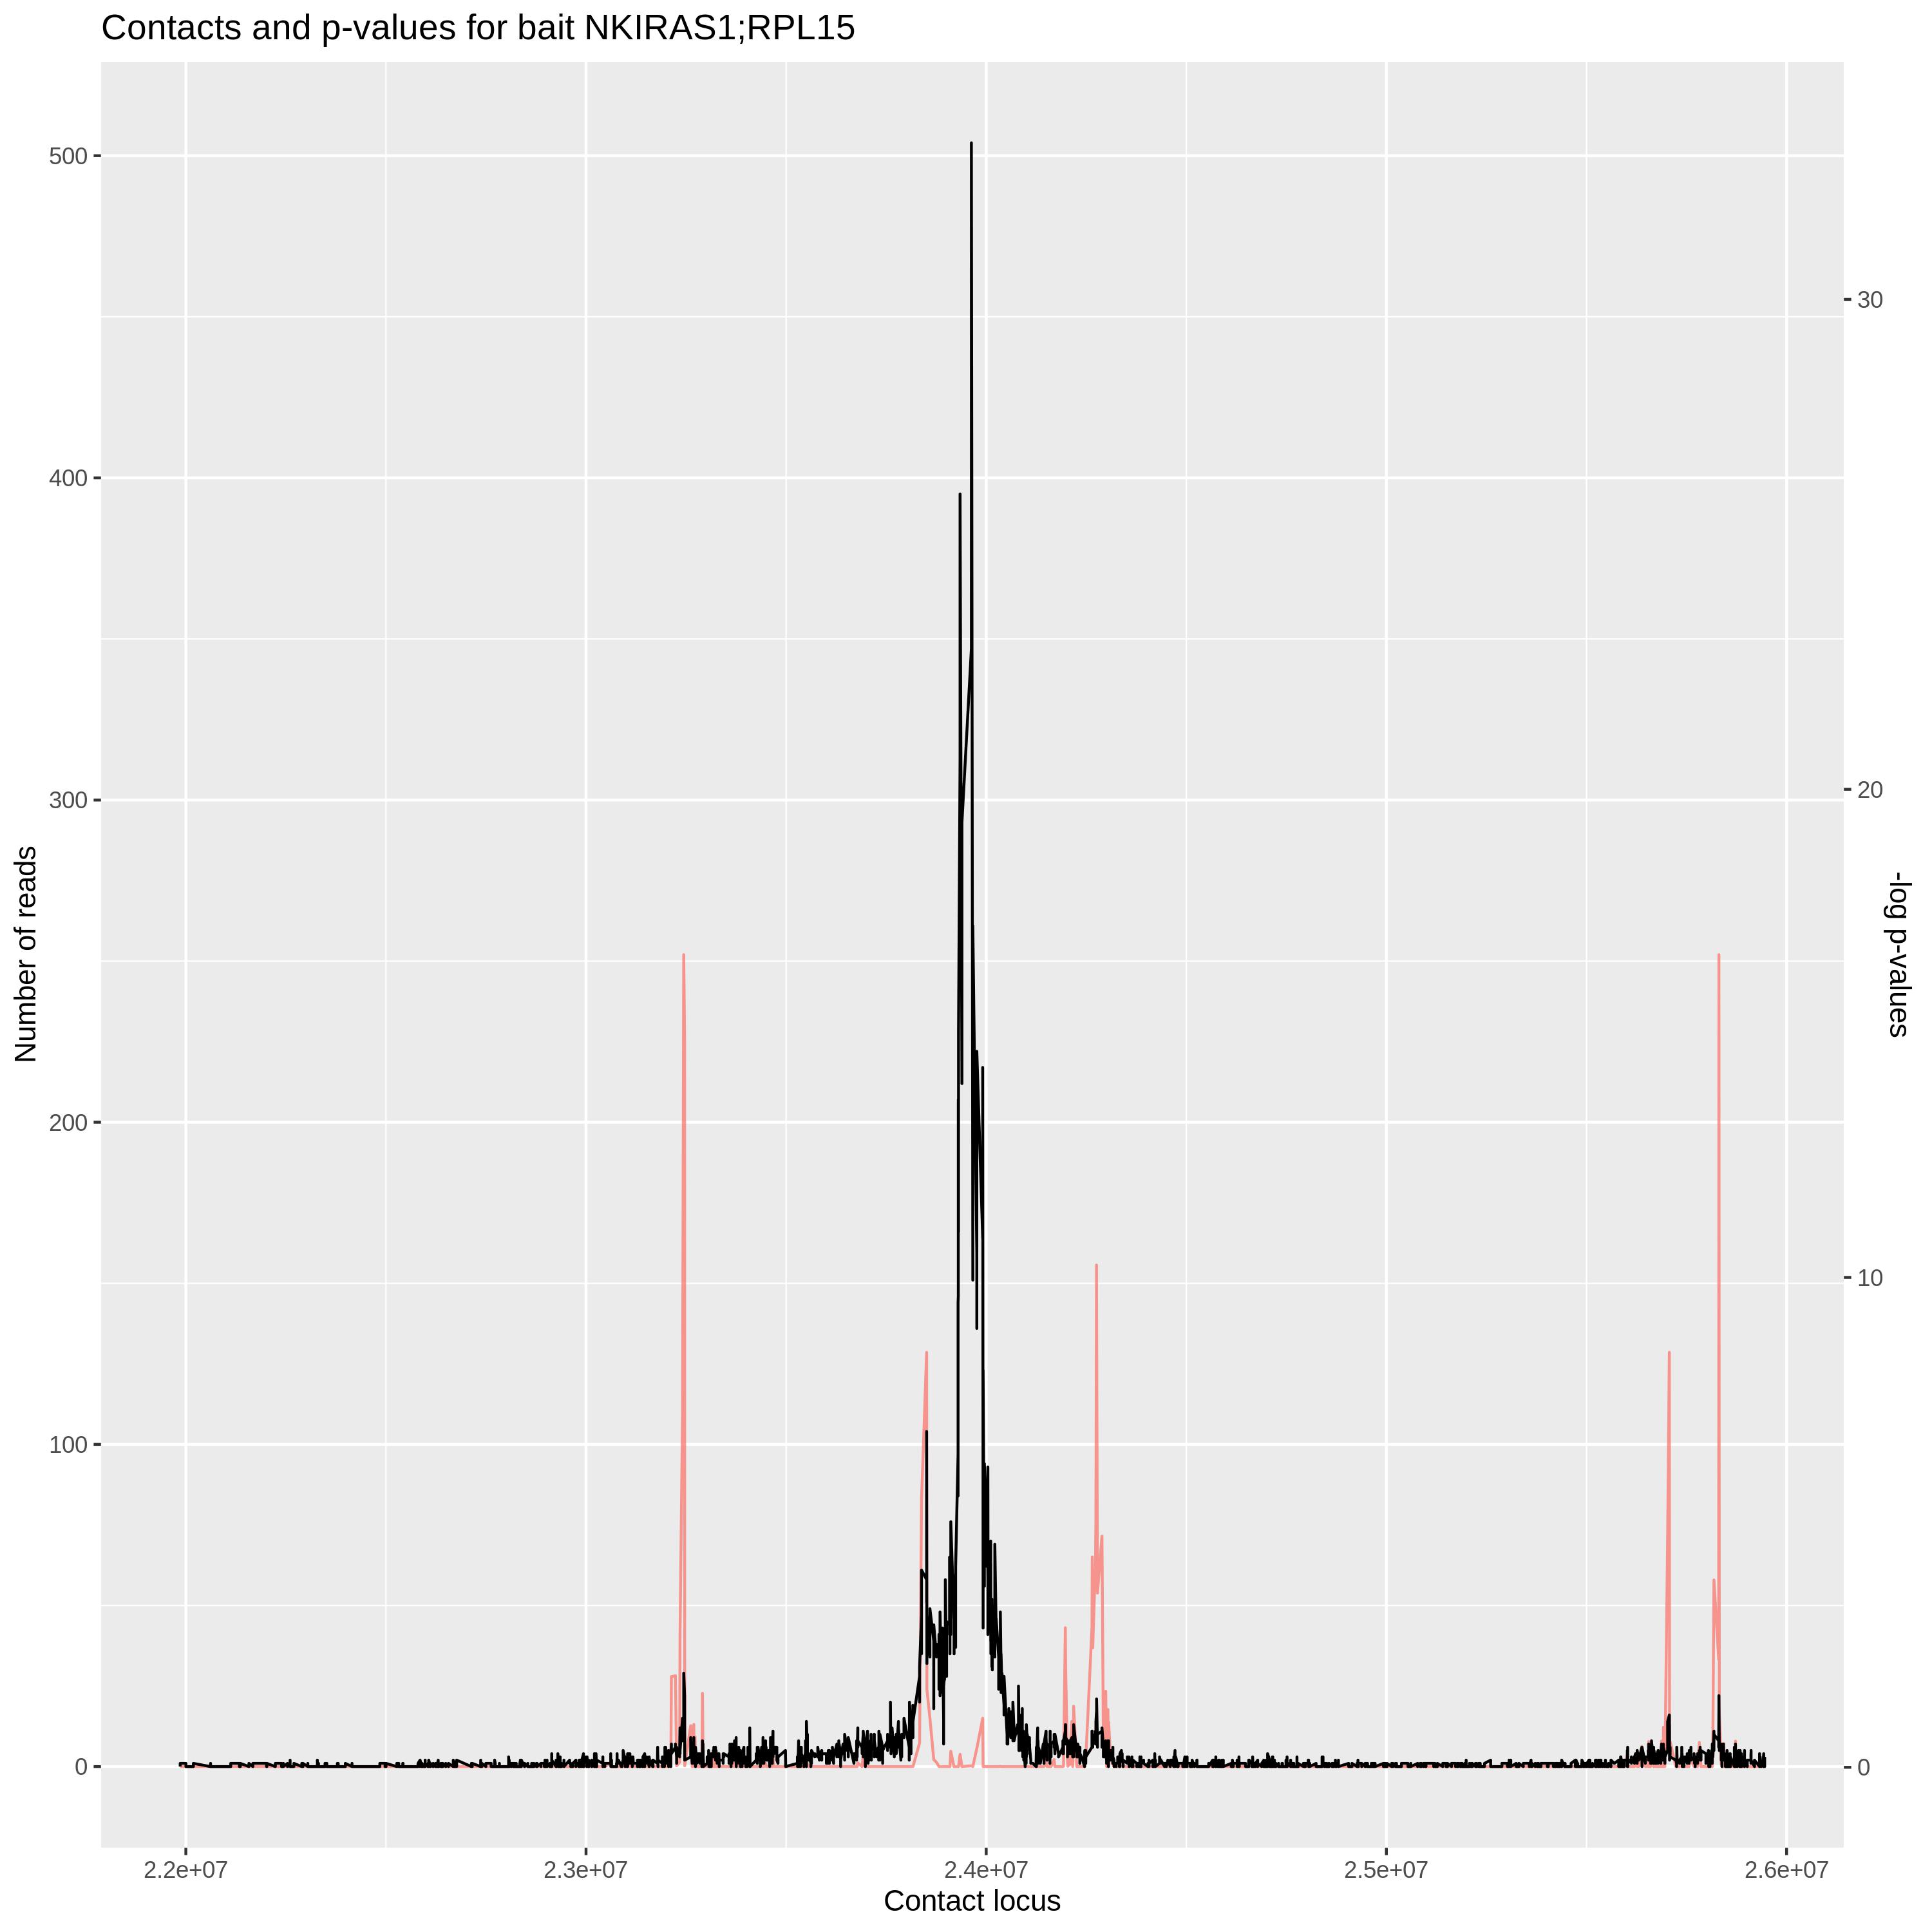 Contacts and p-values for bait NKIRAS1;RPL15
500
400
300
200
100
0
Number of reads
30
20
10
0
-log p-values
2.2e+07
2.3e+07
2.4e+07
2.5e+07
2.6e+07
Contact locus